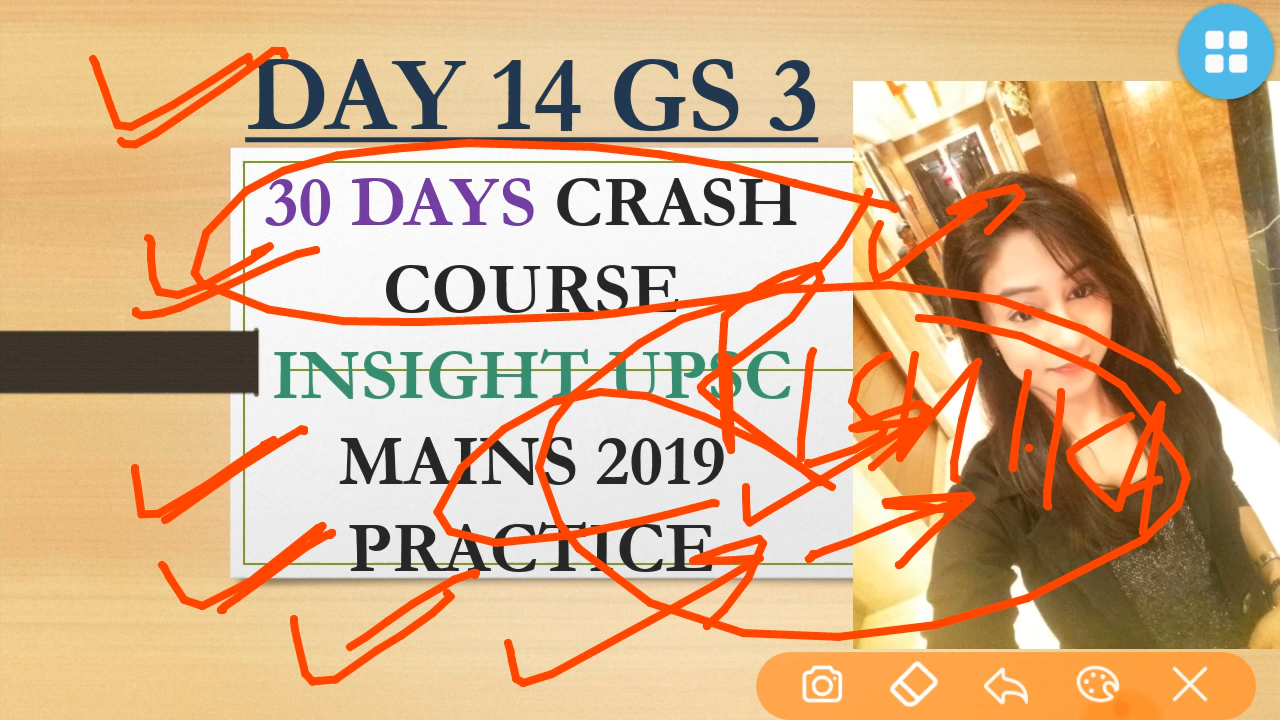 DAY 14 GS 3
30 DAYS CRASH
COURSE
INSIGHT UPSC
MAINS 2019
PRACTICE